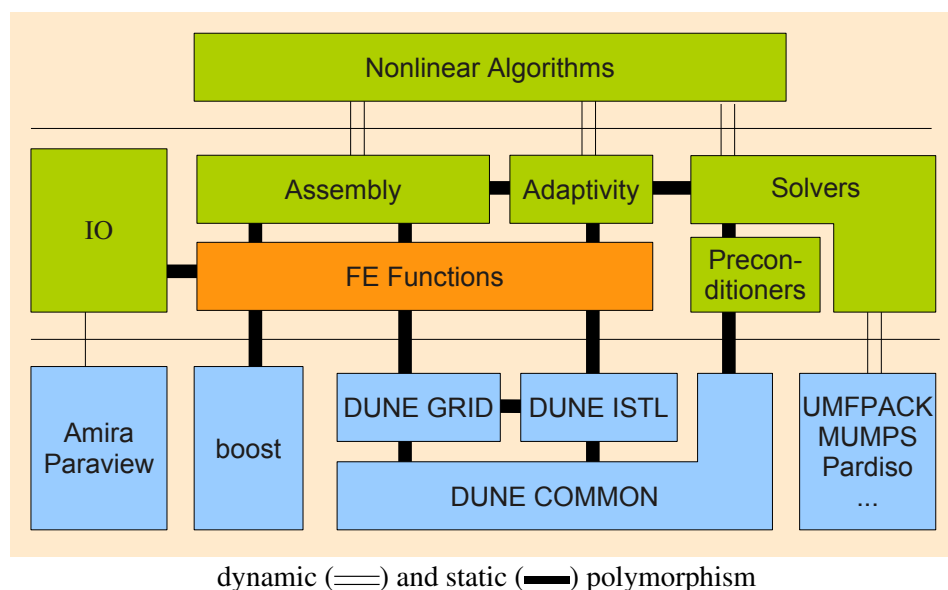 Nonlinear Algorithms
IO
Assembly
Adaptivity
Solvers
FE Functions
Precon-
ditioners
Amira
Paraview
boost
DUNE GRID
DUNE ISTL
DUNE COMMON
UMFPACK
MUMPS
Pardiso
...
dynamic ( ) and static ( ) polymorphism